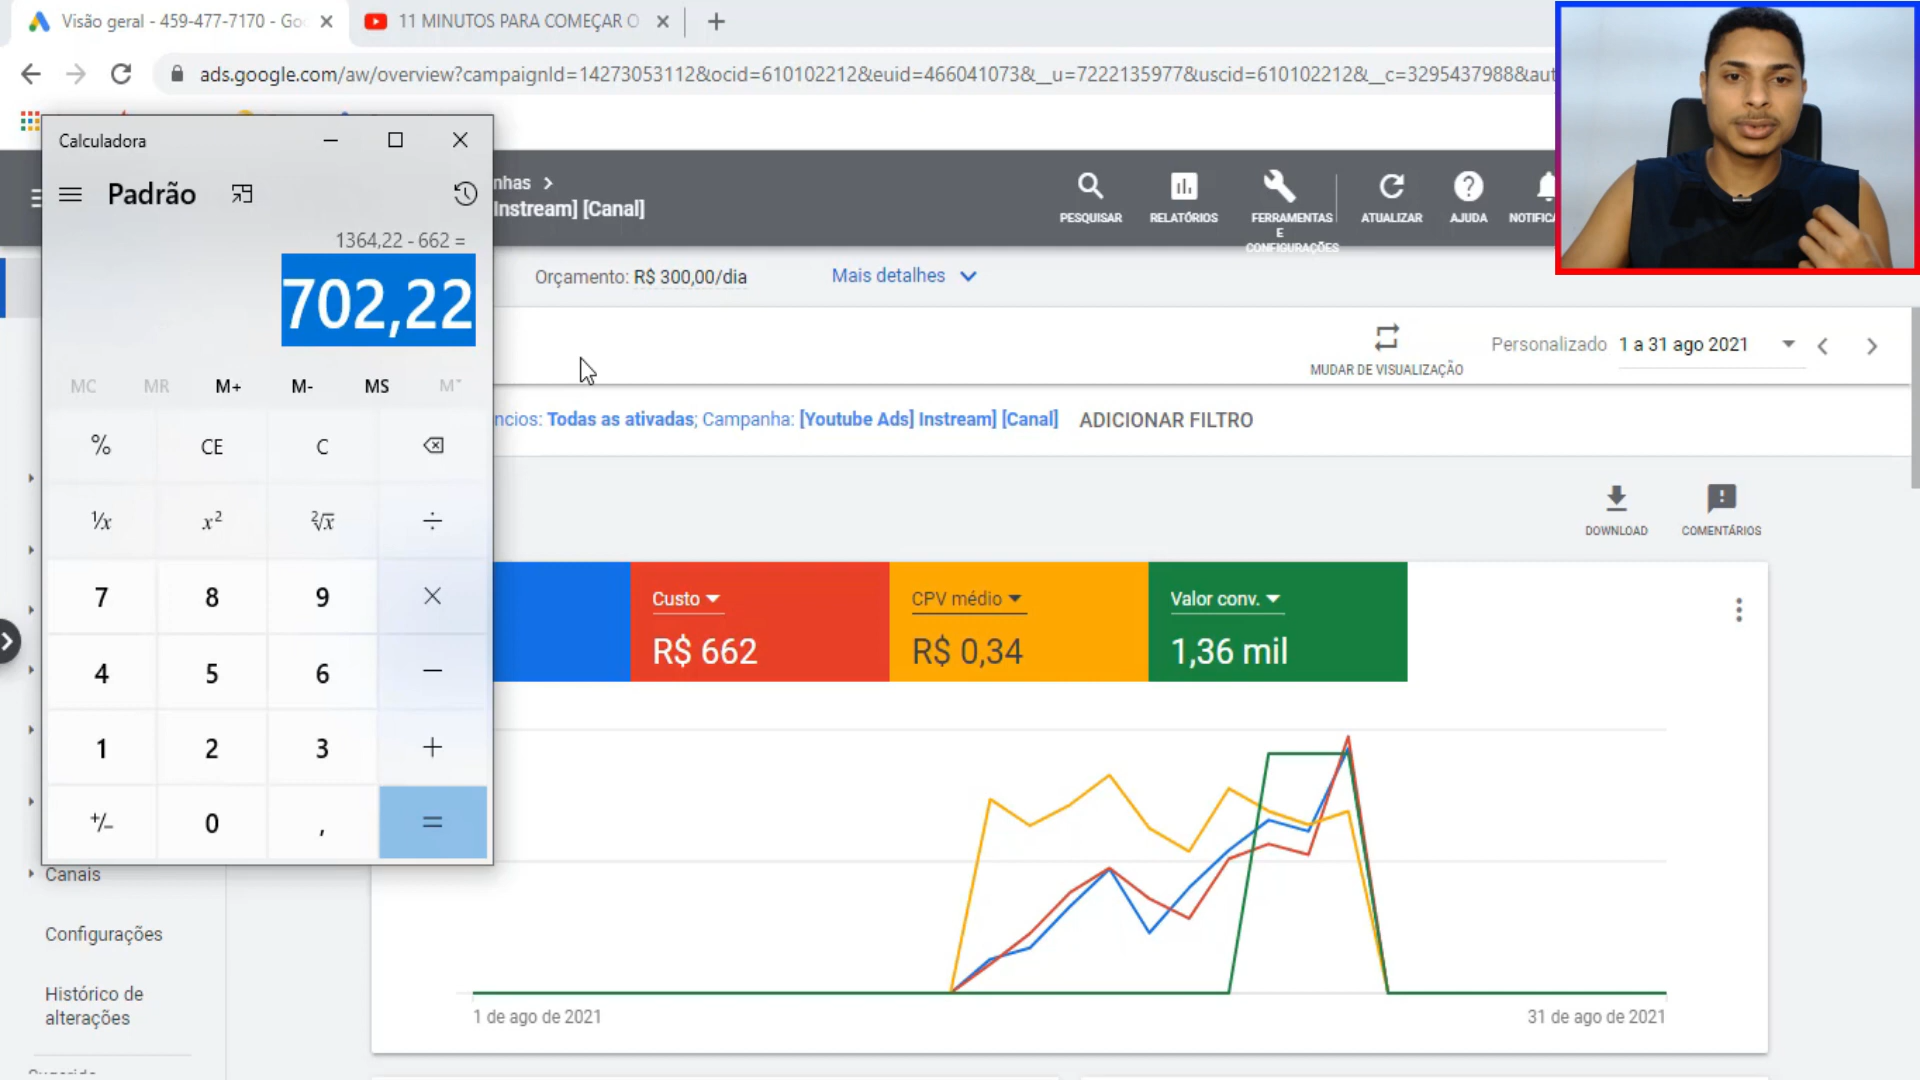 Visão geral - 459-477-7170 - Go
11 MINUTOS PARA COMEÇAR O
ads.google.com/aw/overview?campaignId=14273053112&ocid=610102212&euid=466041073&__u=7222135977&uscid=610102212&__c=3295437988&aut
Calculadora
Padrão
1364,22 - 662 =
702,22
MC MR M+ M- MS M˅
% CE C
¹/x x² ²√x ÷
7 8 9 ×
4 5 6 −
1 2 3 +
+/− 0 , =
nhas >
Instream] [Canal]
PESQUISAR
RELATÓRIOS
FERRAMENTAS E CONFIGURAÇÕES
ATUALIZAR
AJUDA
NOTIFICA
Orçamento: R$ 300,00/dia
Mais detalhes
MUDAR DE VISUALIZAÇÃO
Personalizado 1 a 31 ago 2021
ncios: Todas as ativadas; Campanha: [Youtube Ads] Instream] [Canal] ADICIONAR FILTRO
DOWNLOAD
COMENTÁRIOS
Custo
R$ 662
CPV médio
R$ 0,34
Valor conv.
1,36 mil
1 de ago de 2021
31 de ago de 2021
Canais
Configurações
Histórico de
alterações